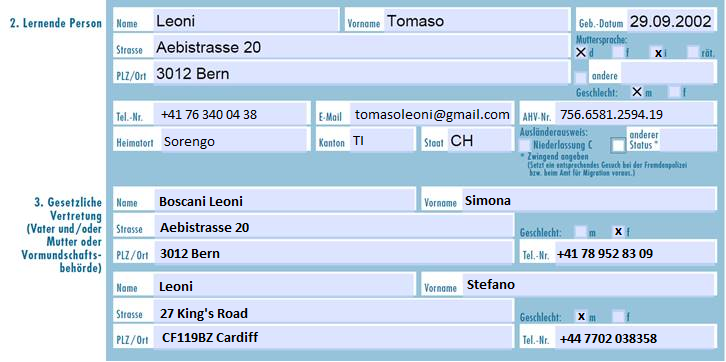 2. Lernende Person
Name Leoni Vorname Tomaso Geb.-Datum 29.09.2002
Strasse Aebistrasse 20 Muttersprache: X d f x i rät.
PLZ/Ort 3012 Bern andere
Geschlecht: X m f
Tel.-Nr. +41 76 340 04 38 E-Mail tomasoleoni@gmail.com AHV-Nr. 756.6581.2594.19
Heimatort Sorengo Kanton TI Staat CH Ausländerausweis: Niederlassung C anderer Status *
* Zwingend angeben
(Setzt ein entsprechendes Gesuch bei der Fremdenpolizei
bzw. beim Amt für Migration voraus.)
3. Gesetzliche
Vertretung
(Vater und/oder
Mutter oder
Vormundschafts-
behörde)
Name Boscani Leoni Vorname Simona
Strasse Aebistrasse 20 Geschlecht: m x f
PLZ/Ort 3012 Bern Tel.-Nr. +41 78 952 83 09
Name Leoni Vorname Stefano
Strasse 27 King's Road Geschlecht: x m f
PLZ/Ort CF119BZ Cardiff Tel.-Nr. +44 7702 038358